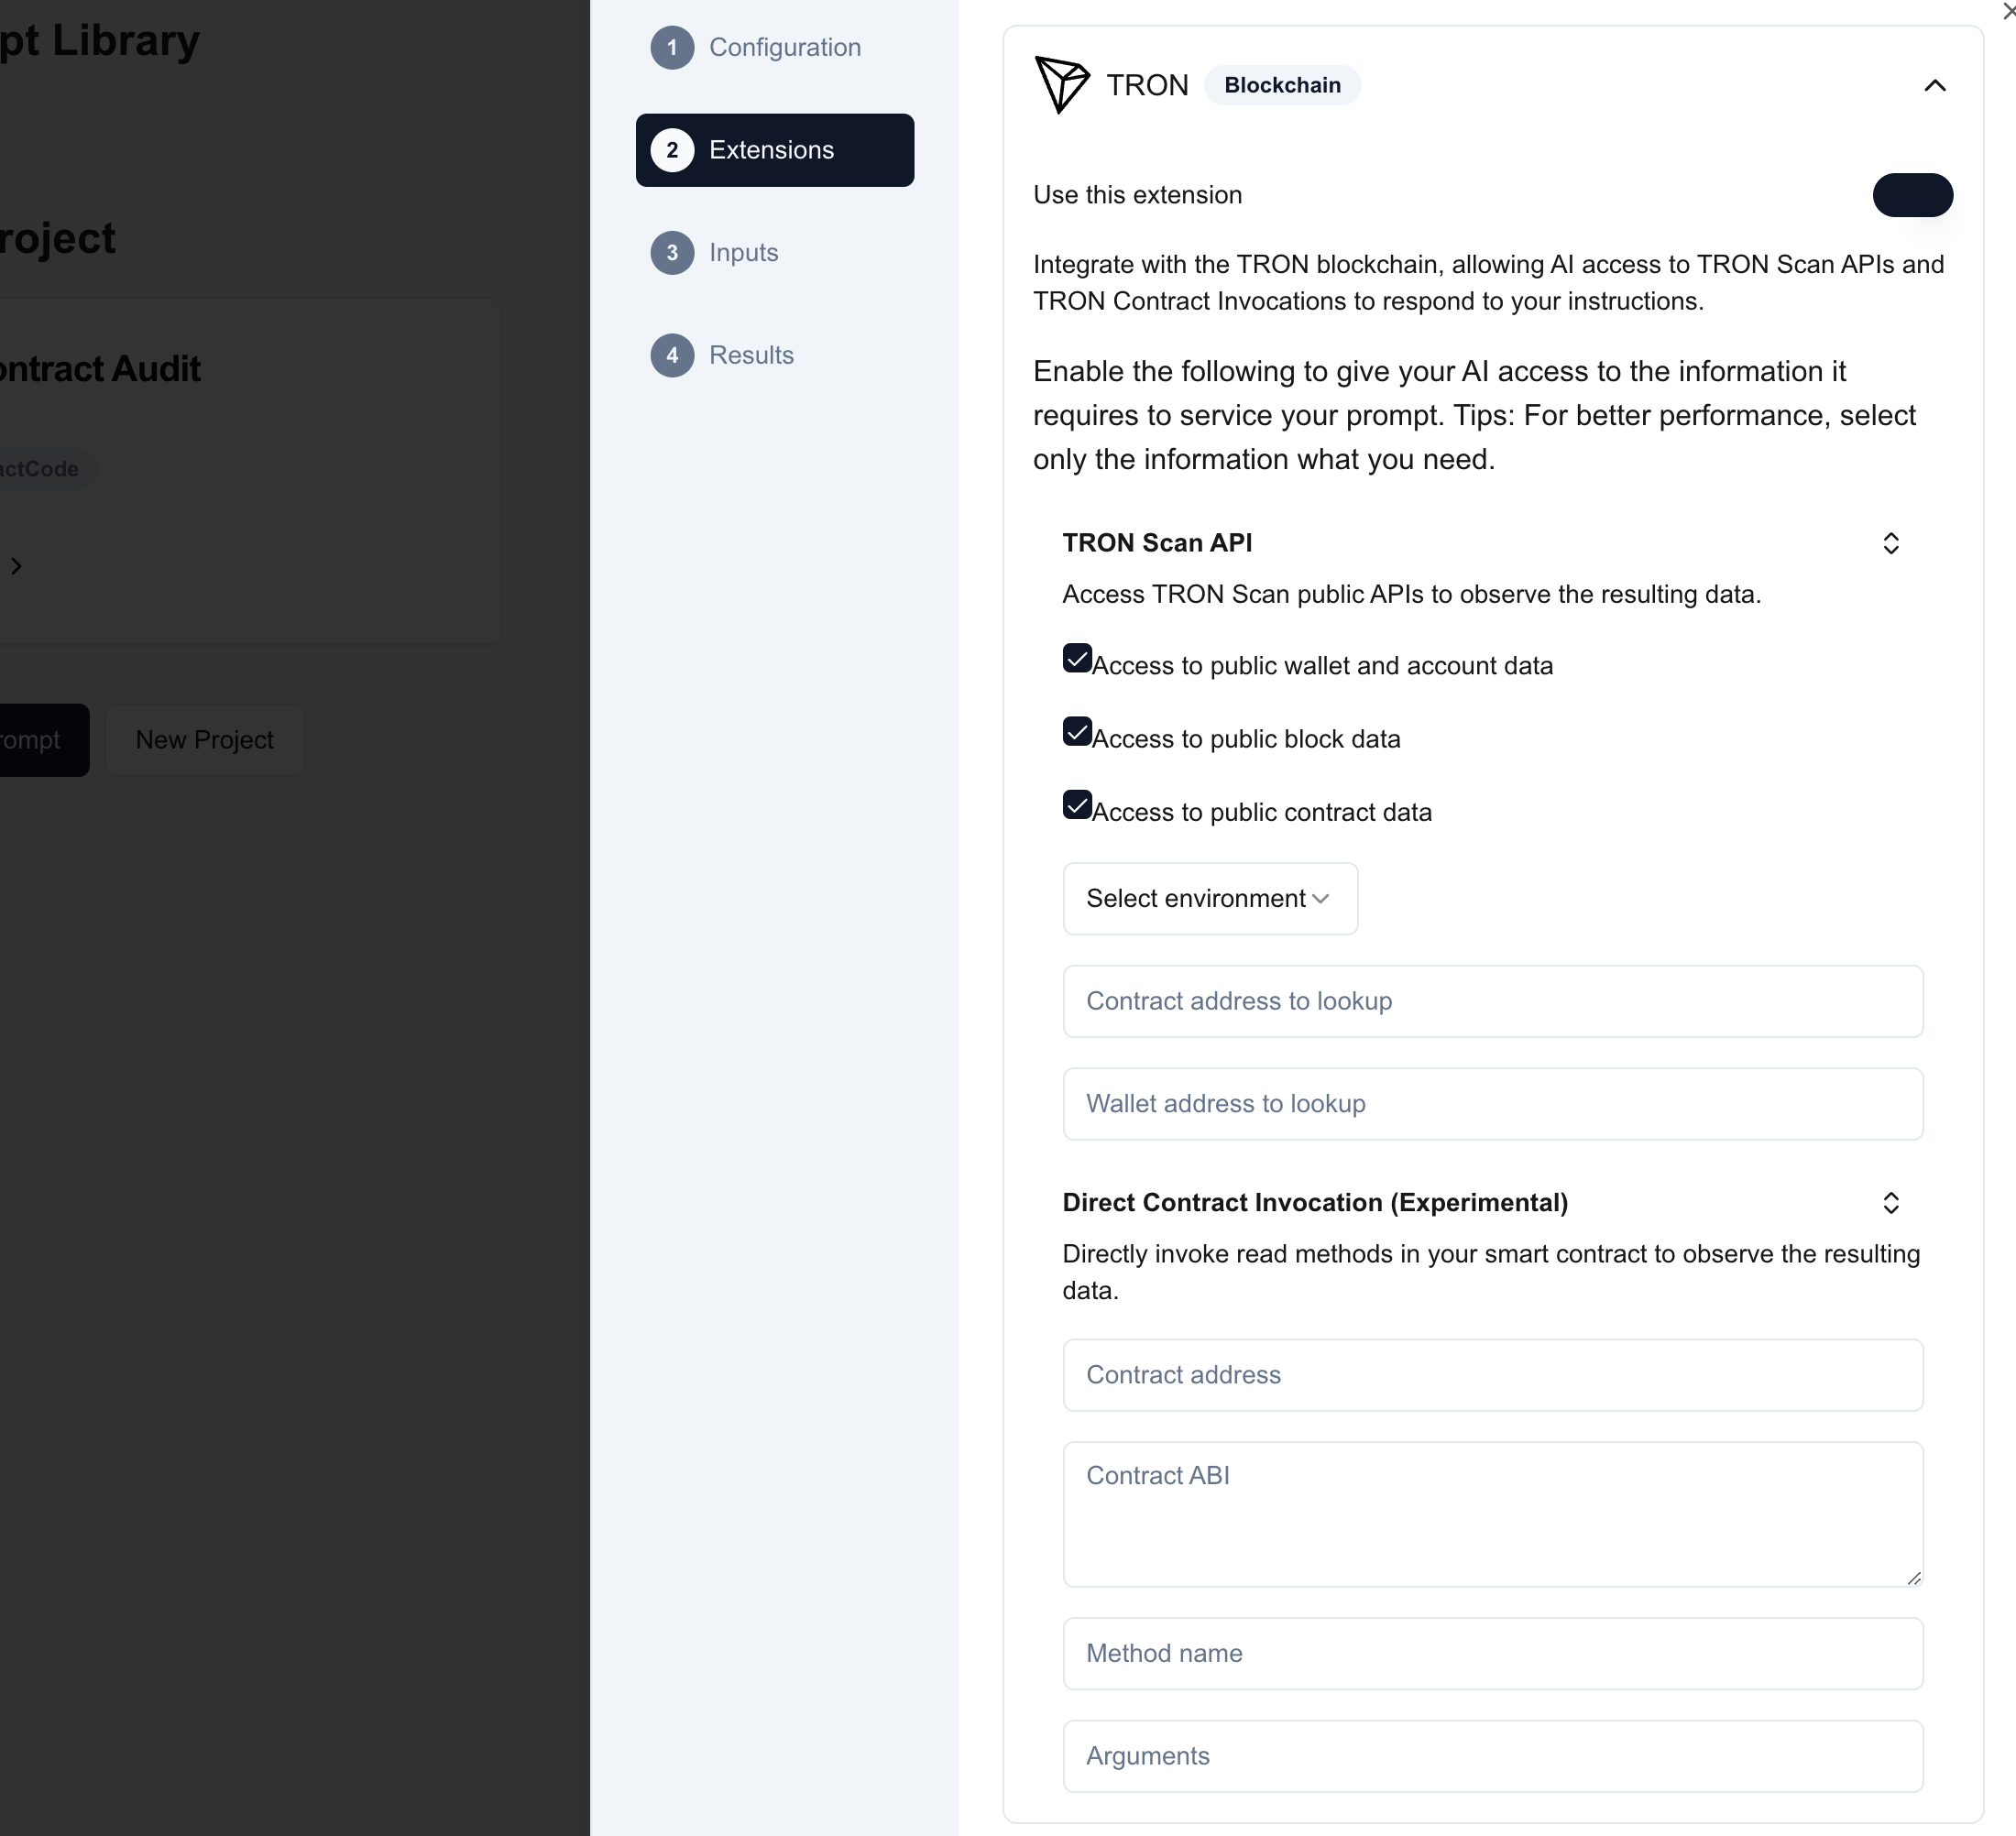 pt Library
roject
ontract Audit
actCode
rompt
New Project
1 Configuration
2 Extensions
3 Inputs
4 Results
TRON Blockchain
Use this extension
Integrate with the TRON blockchain, allowing AI access to TRON Scan APIs and
TRON Contract Invocations to respond to your instructions.
Enable the following to give your AI access to the information it
requires to service your prompt. Tips: For better performance, select
only the information what you need.
TRON Scan API
Access TRON Scan public APIs to observe the resulting data.
Access to public wallet and account data
Access to public block data
Access to public contract data
Select environment
Contract address to lookup
Wallet address to lookup
Direct Contract Invocation (Experimental)
Directly invoke read methods in your smart contract to observe the resulting
data.
Contract address
Contract ABI
Method name
Arguments